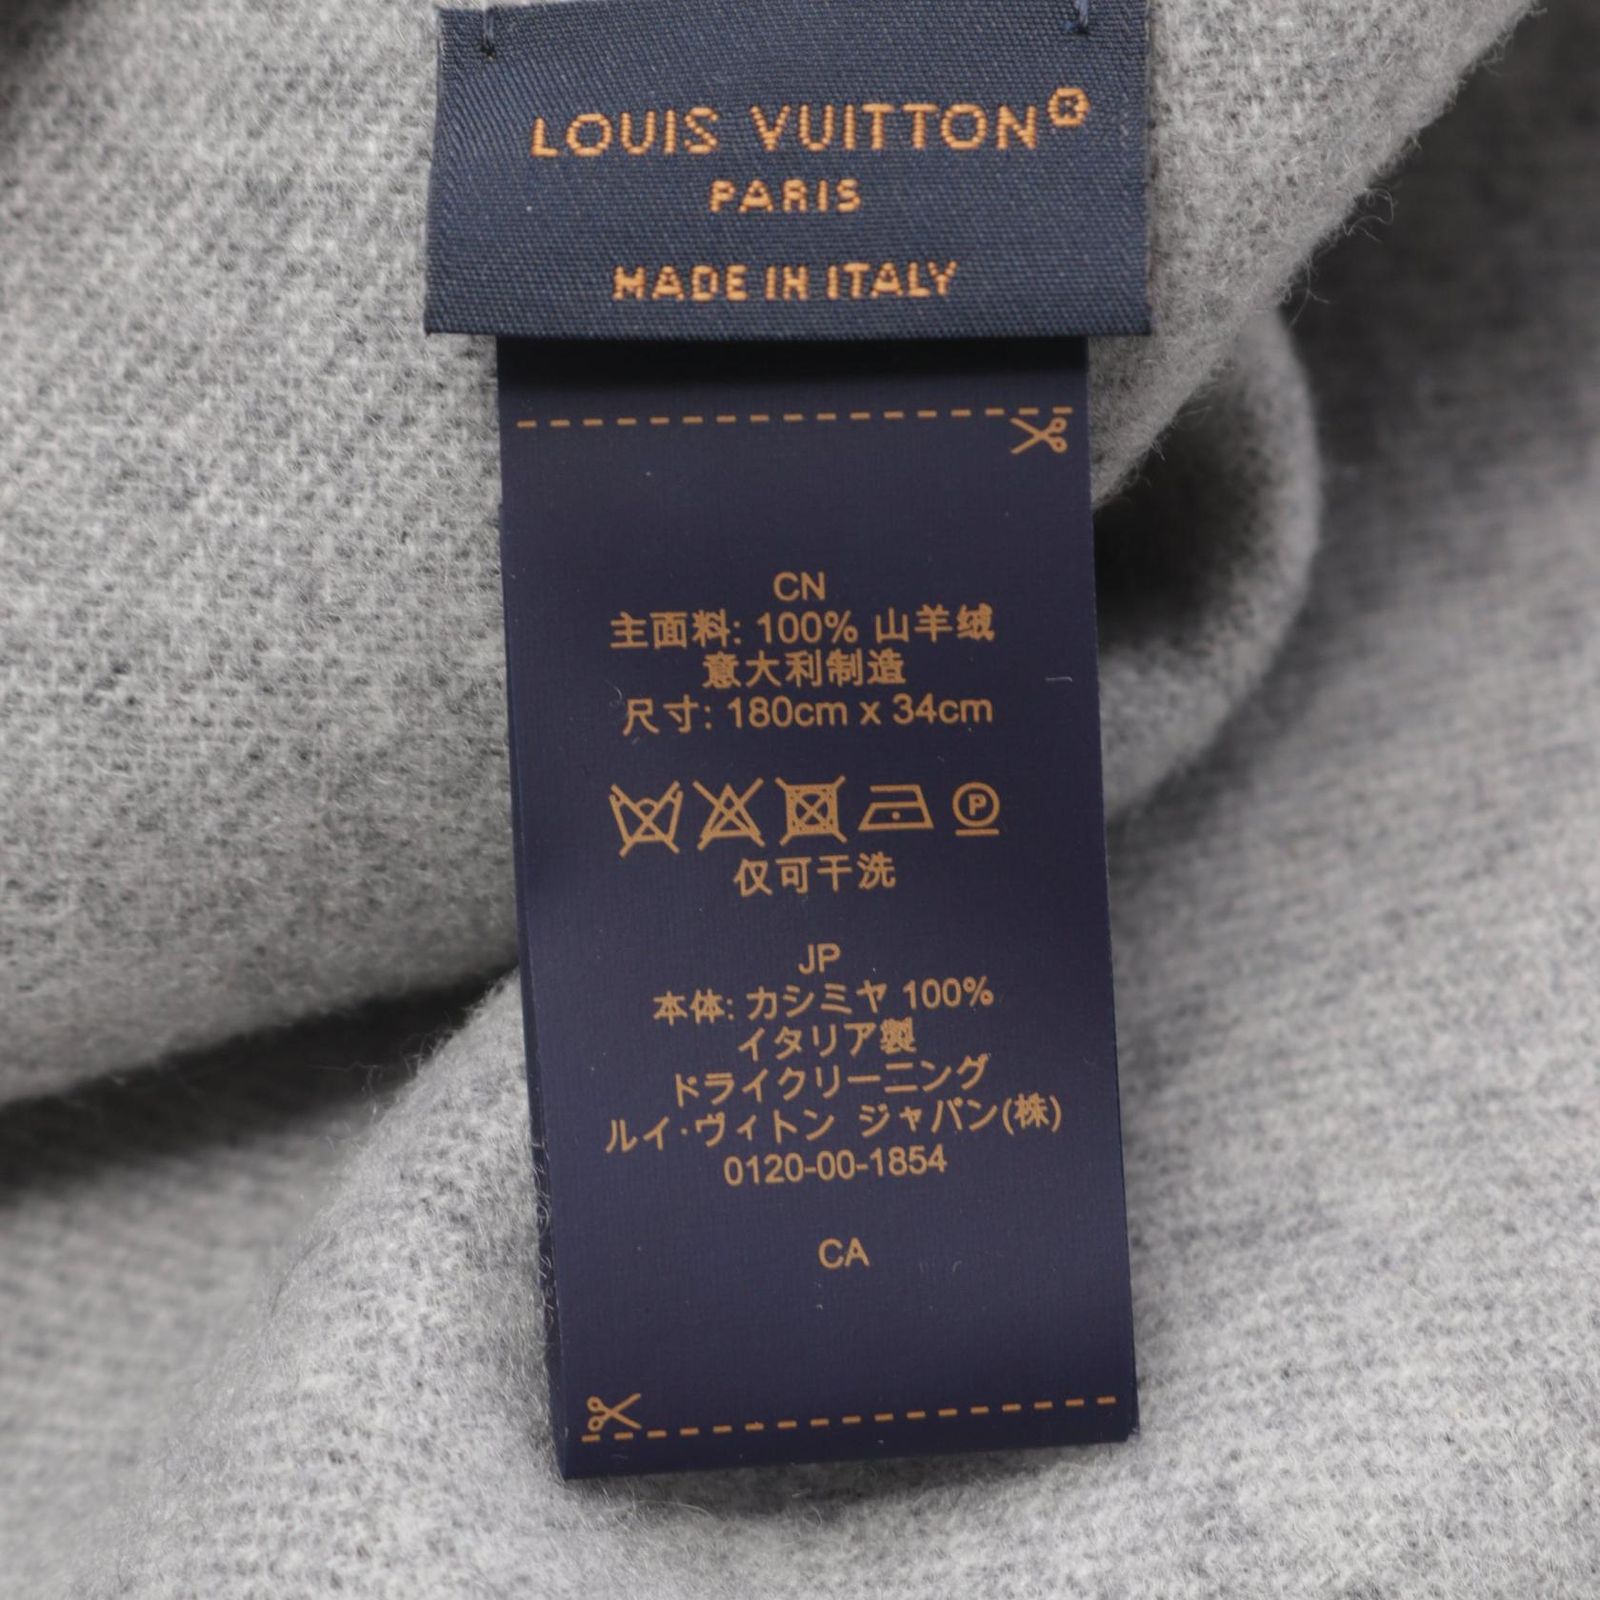 LOUIS VUITTON®
PARIS
MADE IN ITALY
CN
主面料: 100% 山羊绒
意大利制造
尺寸: 180cm x 34cm
P
仅可干洗
JP
本体: カシミヤ 100%
イタリア製
ドライクリーニング
ルイ·ヴィトン ジャパン(株)
0120-00-1854
CA